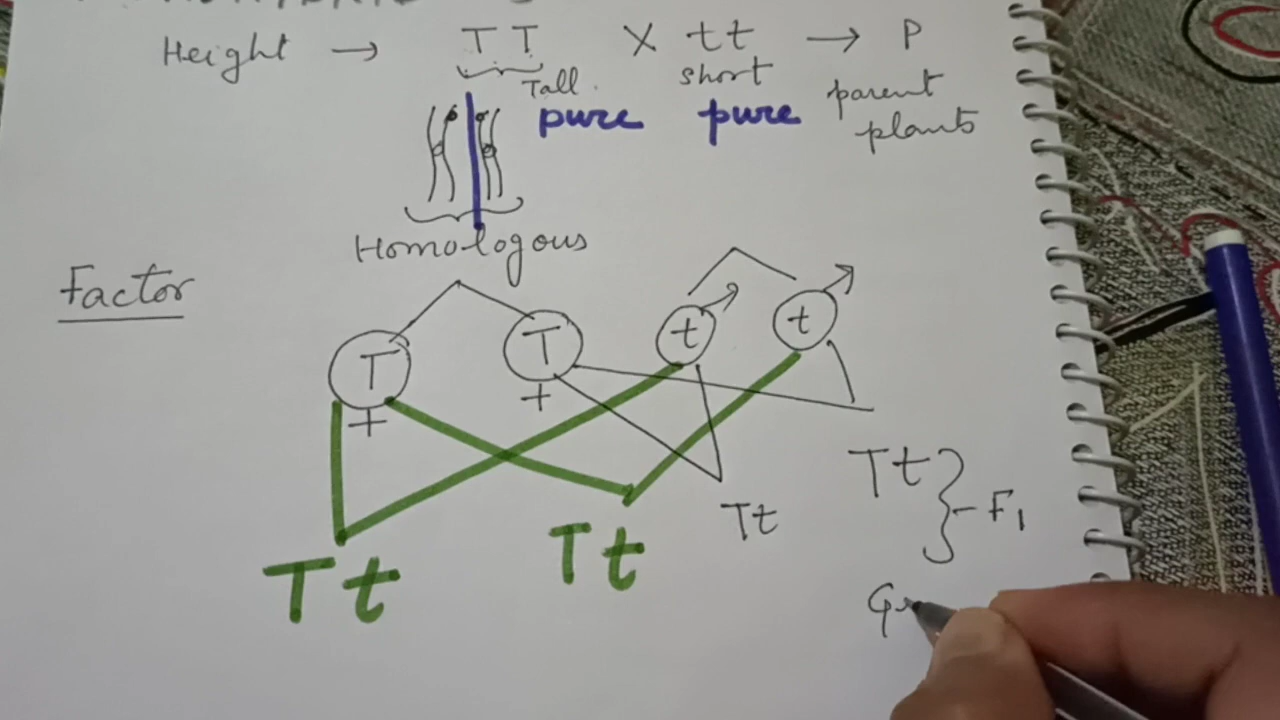 Height → TT X tt → P
Tall short parent
pure pure plants
Homologous
Factor
T T t t
+ +
Tt } - F1
Tt
Tt Tt